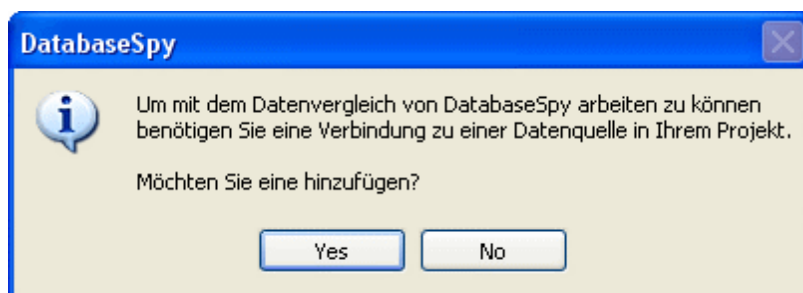 DatabaseSpy
Um mit dem Datenvergleich von DatabaseSpy arbeiten zu können
benötigen Sie eine Verbindung zu einer Datenquelle in Ihrem Projekt.
Möchten Sie eine hinzufügen?
Yes
No